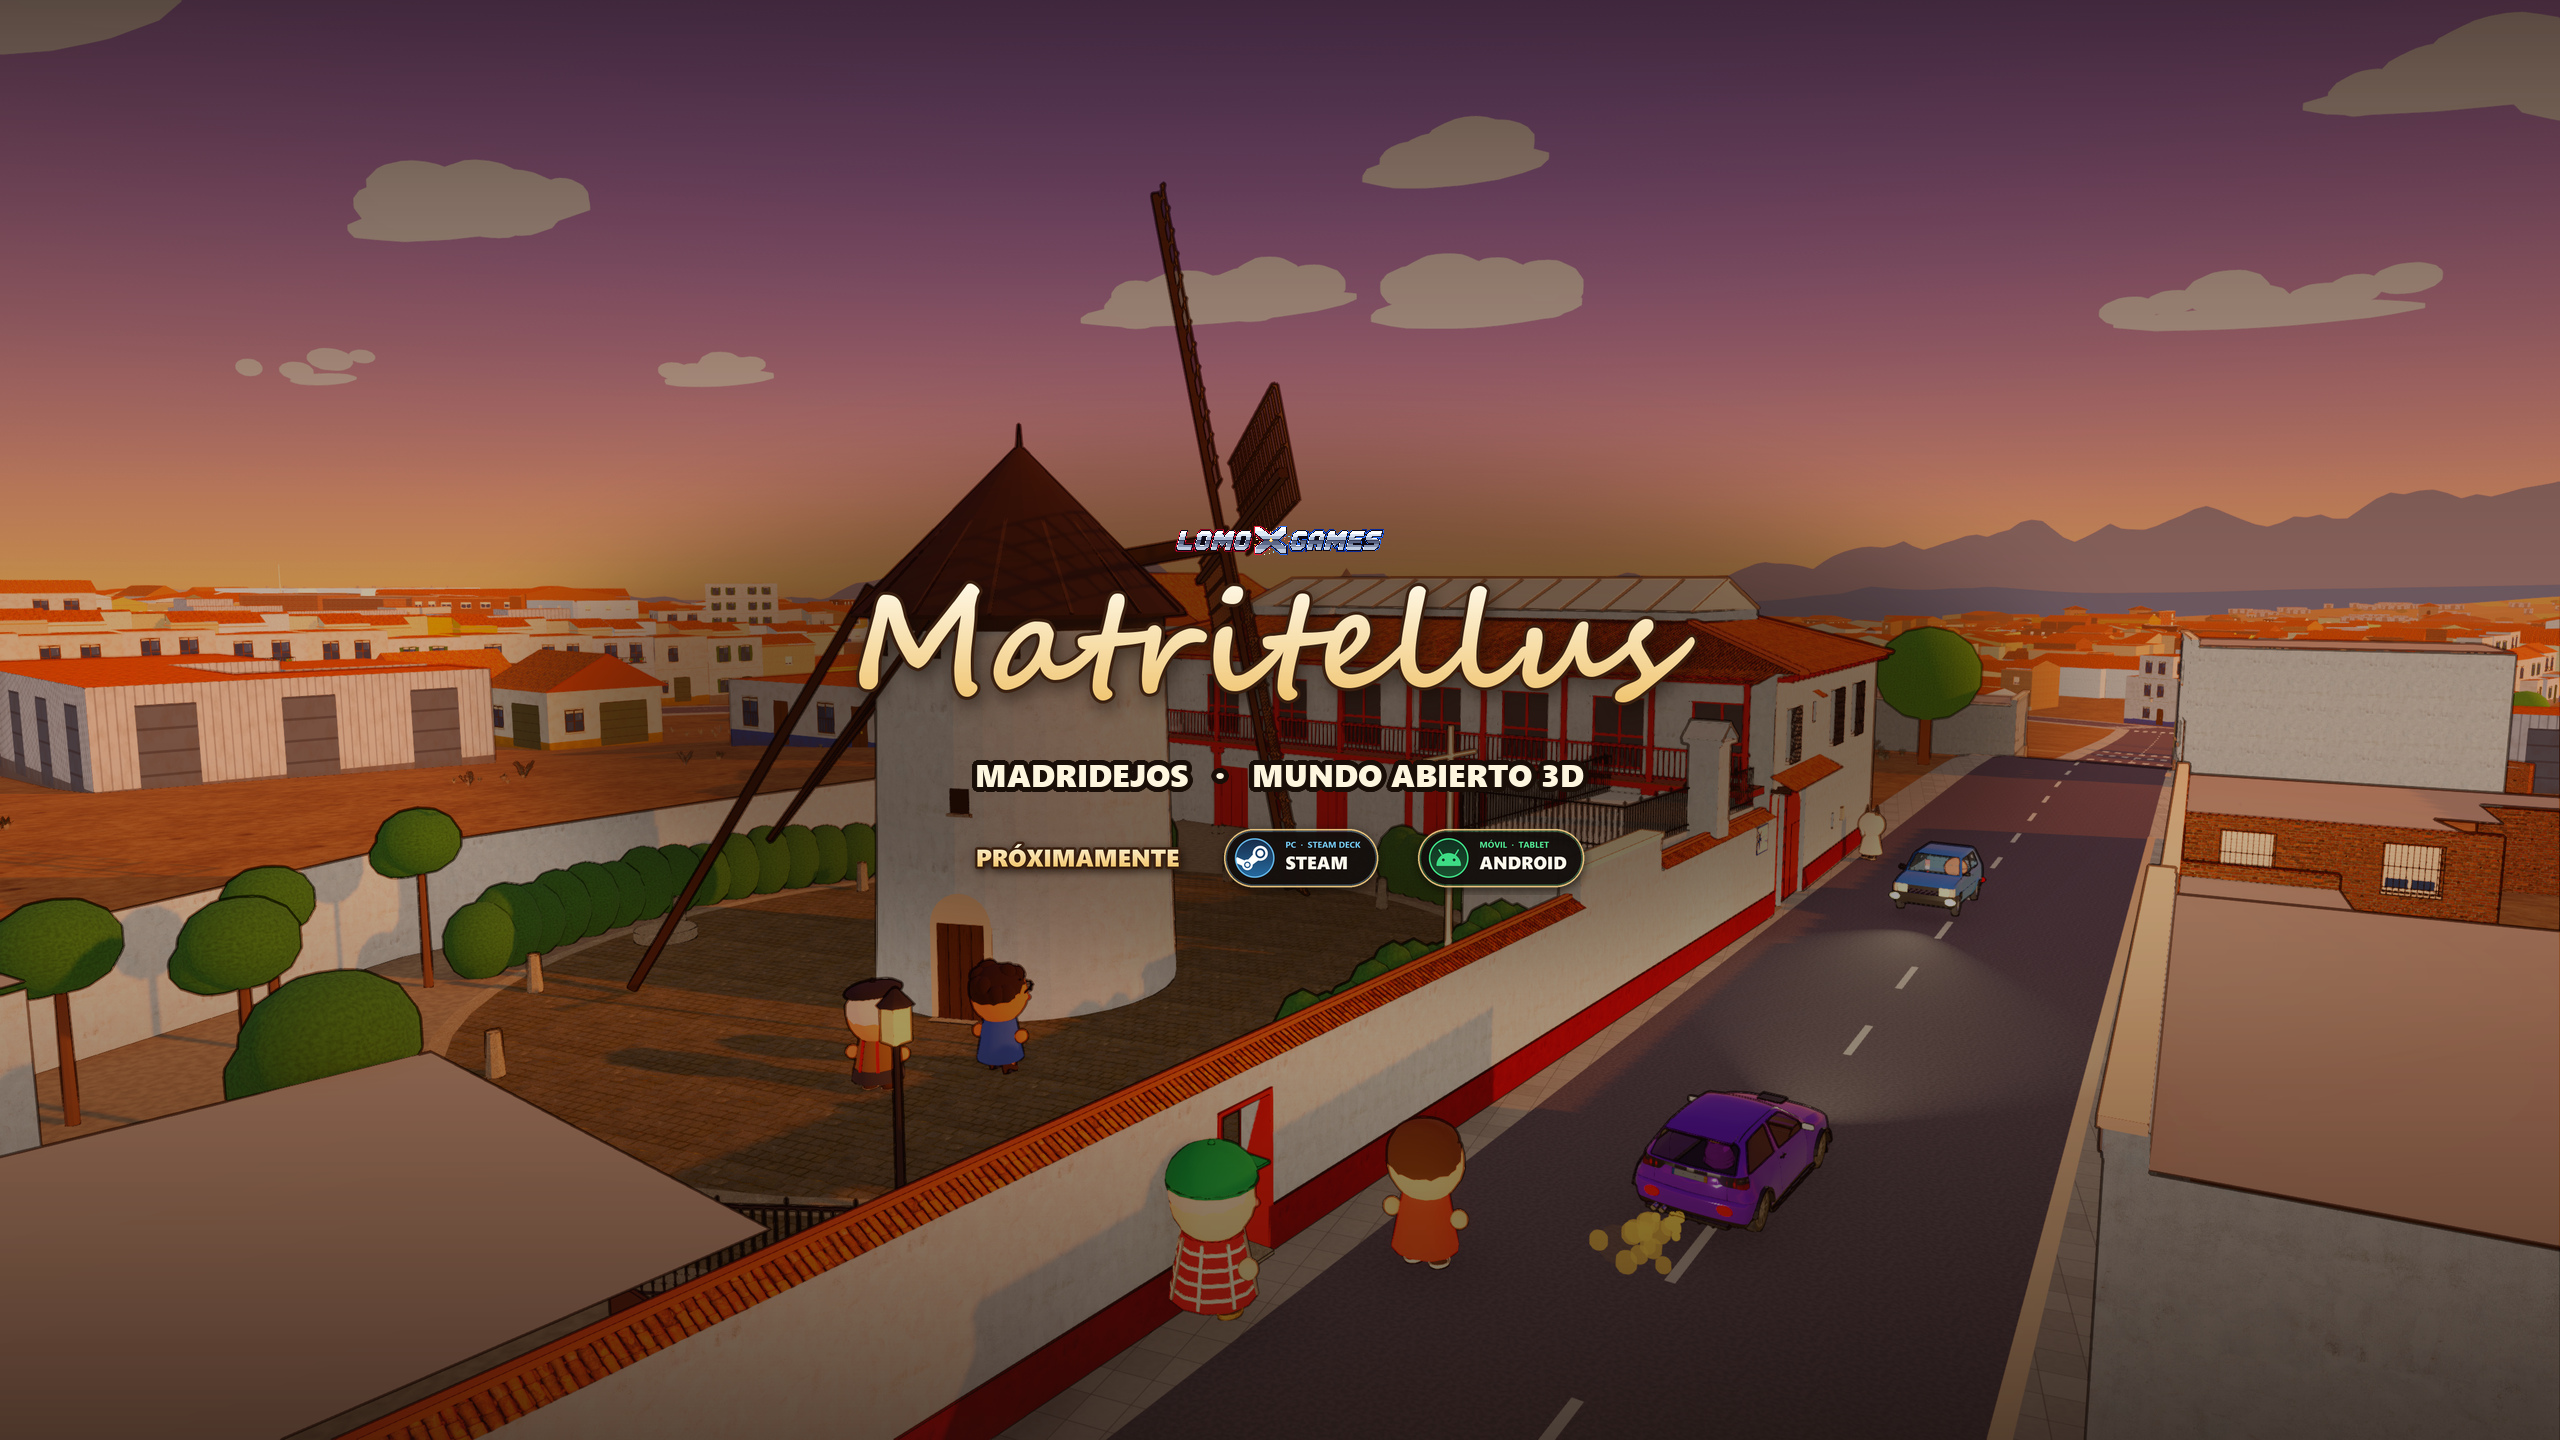 LOMO X GAMES
Matritellus
MADRIDEJOS · MUNDO ABIERTO 3D
PRÓXIMAMENTE
PC · STEAM DECK
STEAM
MÓVIL · TABLET
ANDROID